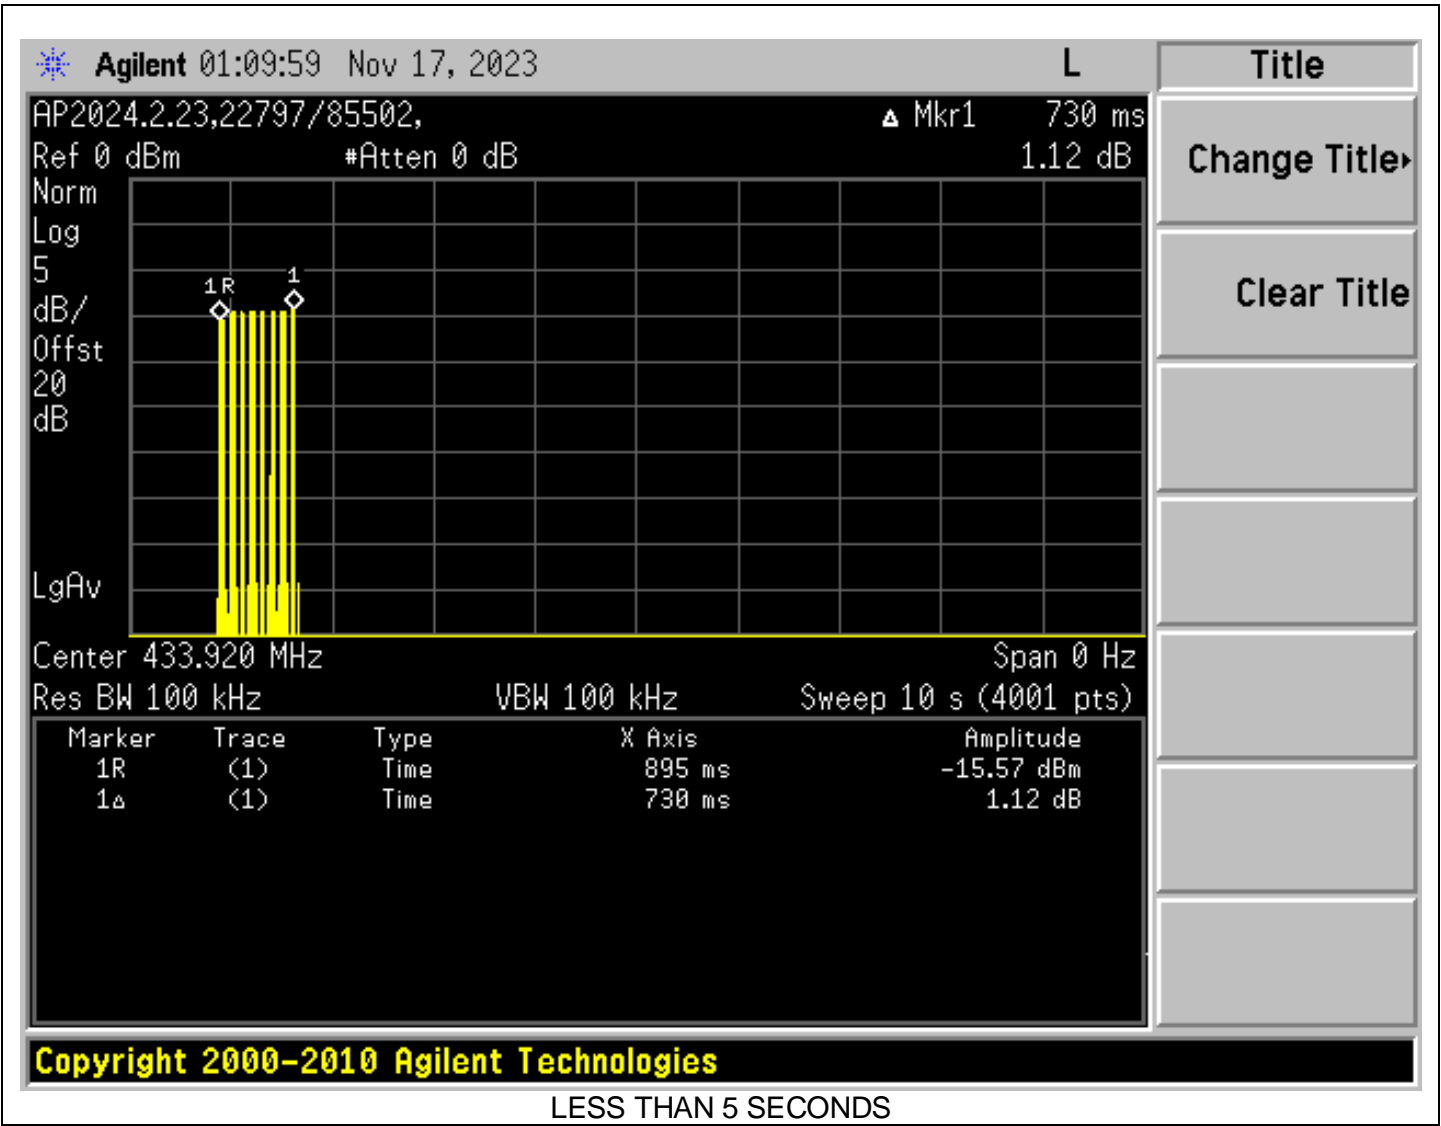 Agilent 01:09:59 Nov 17, 2023 L Title
AP2024.2.23,22797/85502, Δ Mkr1 730 ms
Ref 0 dBm #Atten 0 dB 1.12 dB
Change Title
Norm
Log
5
dB/
Offst
20
dB
1R 1
Clear Title
LgAv
Center 433.920 MHz Span 0 Hz
Res BW 100 kHz VBW 100 kHz Sweep 10 s (4001 pts)
Marker Trace Type X Axis Amplitude
1R (1) Time 895 ms -15.57 dBm
1Δ (1) Time 730 ms 1.12 dB
Copyright 2000-2010 Agilent Technologies
LESS THAN 5 SECONDS